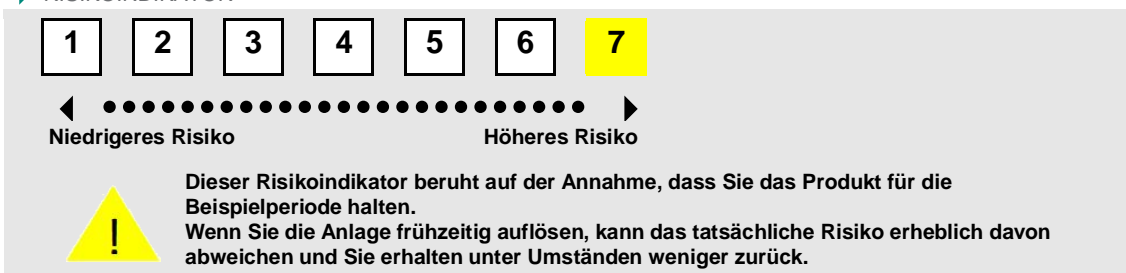 1 2 3 4 5 6 7
Niedrigeres Risiko Höheres Risiko
Dieser Risikoindikator beruht auf der Annahme, dass Sie das Produkt für die
Beispielperiode halten.
!
Wenn Sie die Anlage frühzeitig auflösen, kann das tatsächliche Risiko erheblich davon
abweichen und Sie erhalten unter Umständen weniger zurück.